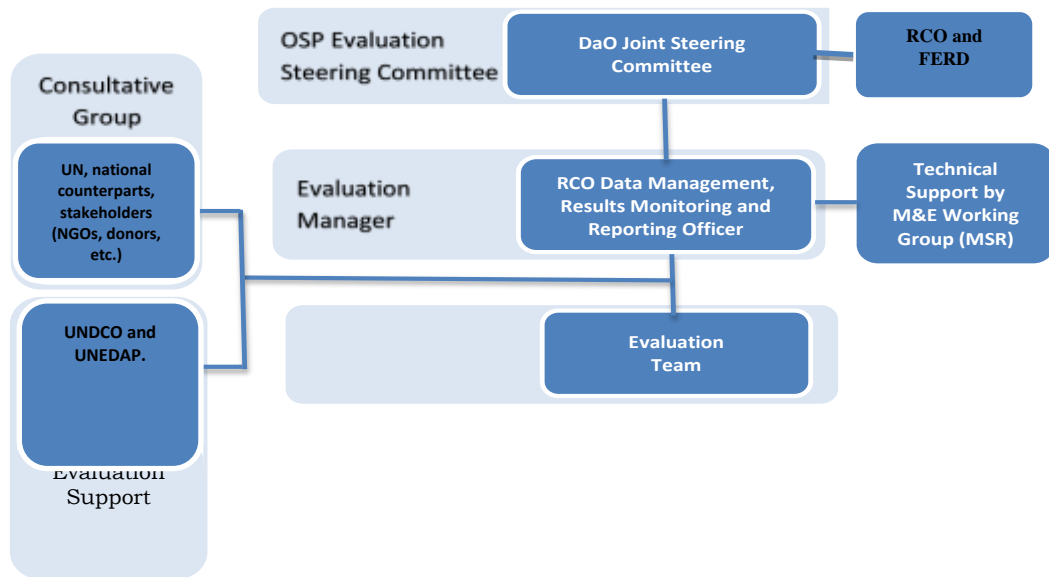 OSP Evaluation
Steering Committee
DaO Joint Steering
Committee
RCO and
FERD
Consultative
Group
UN, national
counterparts,
stakeholders
(NGOs, donors,
etc.)
Evaluation
Manager
RCO Data Management,
Results Monitoring and
Reporting Officer
Technical
Support by
M&E Working
Group (MSR)
UNDCO and
UNEDAP.
Evaluation
Team
Evaluation
Support